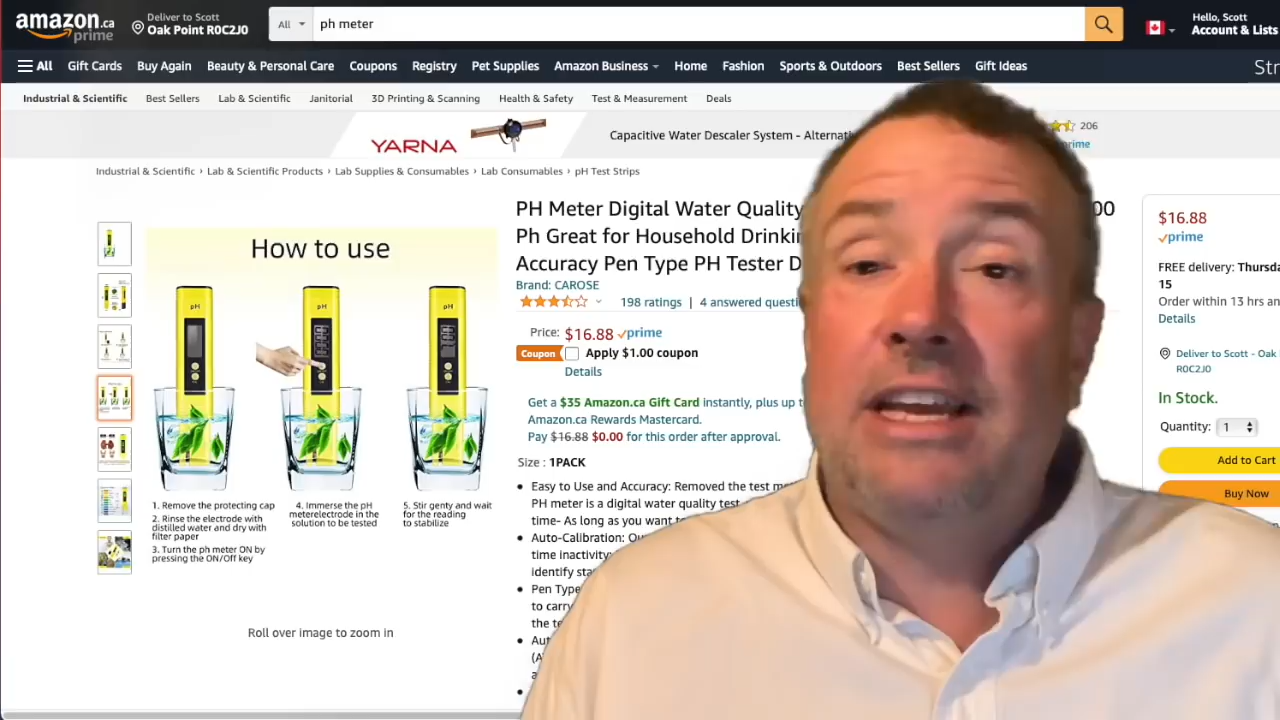 amazon.ca
prime
Deliver to Scott
Oak Point R0C2J0
All
ph meter
Hello, Scott
Account & Lists
All
Gift Cards
Buy Again
Beauty & Personal Care
Coupons
Registry
Pet Supplies
Amazon Business
Home
Fashion
Sports & Outdoors
Best Sellers
Gift Ideas
Industrial & Scientific
Best Sellers
Lab & Scientific
Janitorial
3D Printing & Scanning
Health & Safety
Test & Measurement
Deals
YARNA
Capacitive Water Descaler System -
206
prime
Industrial & Scientific › Lab & Scientific Products › Lab Supplies & Consumables › Lab Consumables › pH Test Strips
How to use
pH
pH
pH
1. Remove the protecting cap
2. Rinse the electrode with
distilled water and dry with
filter paper
3. Turn the ph meter ON by
pressing the ON/Off key
4. Immerse the pH
meterelectrode in the
solution to be tested
5. Stir genty and wait
for the reading
to stabilize
Roll over image to zoom in
PH Meter Digital Water Quality
Ph Great for Household
Accuracy Pen Type PH Tester
Brand: CAROSE
198 ratings | 4 answered
Price: $16.88 prime
Coupon Apply $1.00 coupon
Details
Get a $35 Amazon.ca Gift Card instantly, plus up
Amazon.ca Rewards Mastercard.
Pay $16.88 $0.00 for this order after approval.
Size : 1PACK
Easy to Use and Accuracy: Removed the test
PH meter is a digital water quality
time- As long as you want
Auto-Calibration:
time inactivity
identify
Pen Type
to carry
the
$16.88
prime
FREE delivery:
15
Order within 13 hrs
Details
Deliver to Scott - Oak
R0C2J0
In Stock.
Quantity: 1
Add to Cart
Buy Now